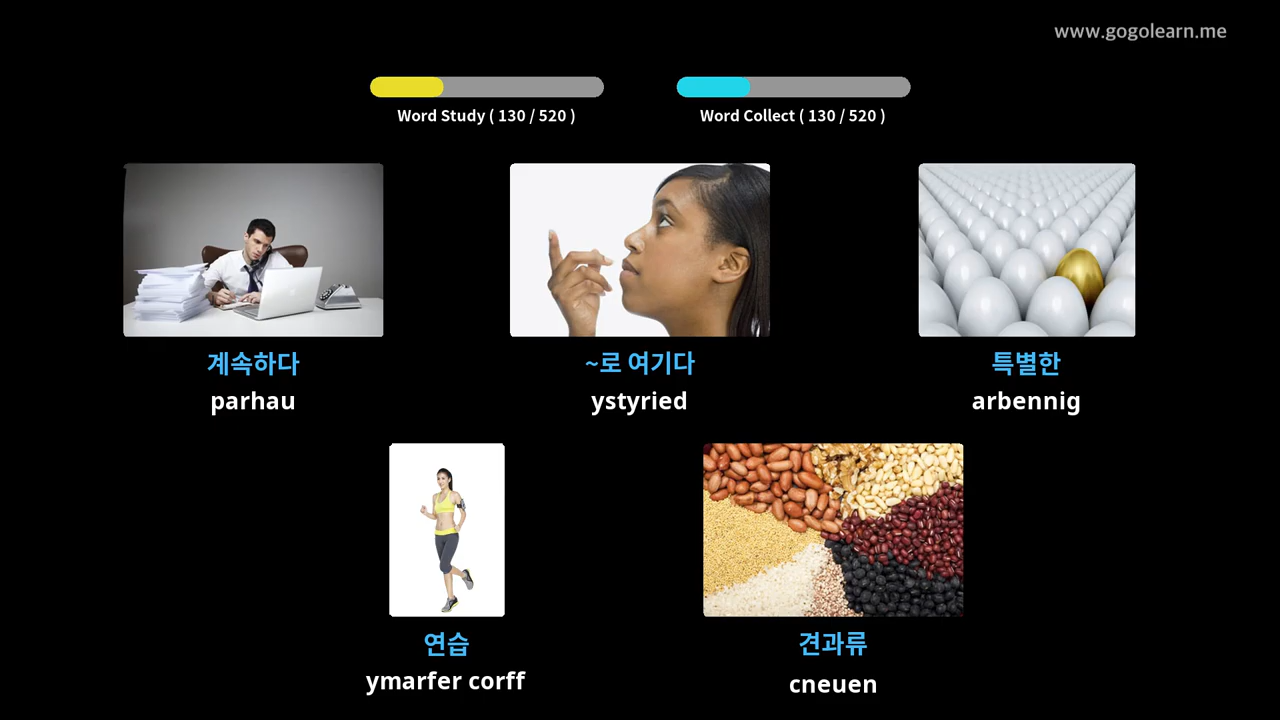 www.gogolearn.me
Word Study ( 130 / 520 )
Word Collect ( 130 / 520 )
계속하다
parhau
~로 여기다
ystyried
특별한
arbennig
연습
ymarfer corff
견과류
cneuen